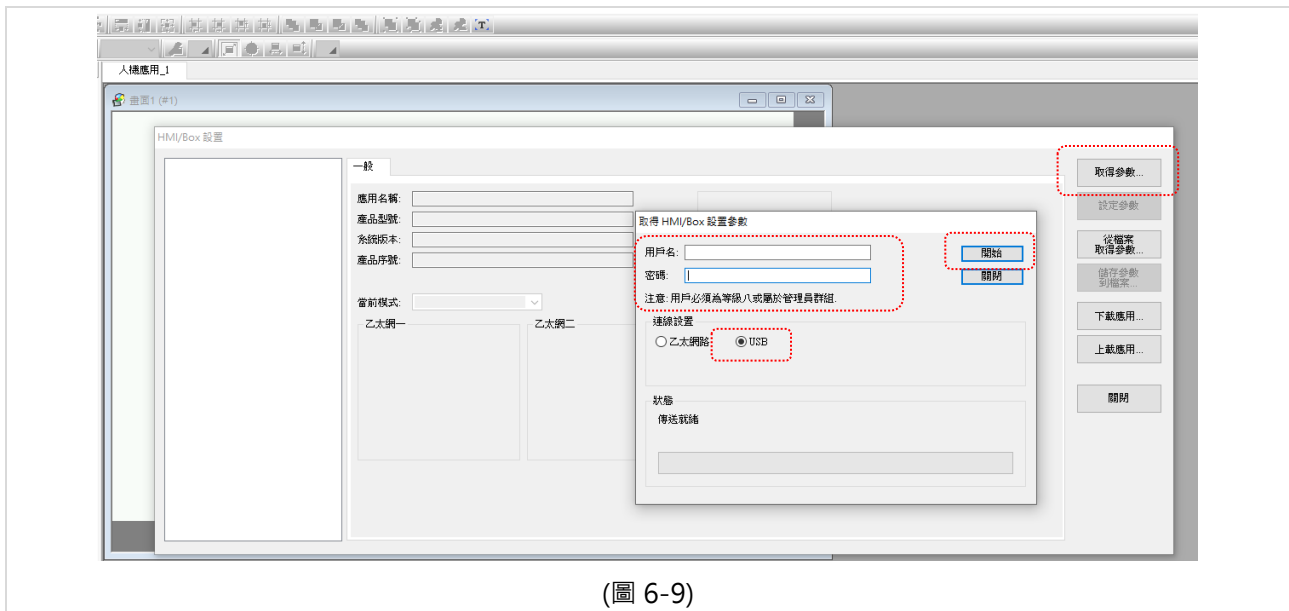 T
人機應用_1
畫面1 (#1)
HMI/Box 設置
一般
取得參數...
應用名稱:
設定參數
產品型號:
取得 HMI/Box 設置參數
系統版本:
從檔案
取得參數...
用戶名:
開始
產品序號:
密碼:
關閉
儲存參數
到檔案...
當前模式:
注意: 用戶必須為等級八或屬於管理員群組.
下載應用...
乙太網一
乙太網二
連線設置
乙太網路
USB
上載應用...
狀態
關閉
傳送就緒
(圖 6-9)